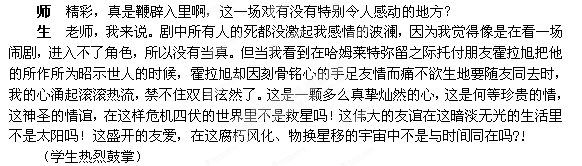 师 精彩，真是鞭辟入里啊，这一场戏有没有特别令人感动的地方？
生 老师，我来说。剧中所有人的死都没激起我感情的波澜，因为我觉得像是在看一场
闹剧，进入不了角色，所以没有当真。但当我看到在哈姆莱特弥留之际托付朋友霍拉旭把他
的所作所为昭示世人的时候，霍拉旭却因刻骨铭心的手足友情而痛不欲生地要随友同去时，
我的心涌起滚滚热流，禁不住双目泫然了。这是一颗多么真挚灿然的心，这是何等珍贵的情，
这神圣的情谊，在这样危机四伏的世界里不是救星吗！这伟大的友谊在这暗淡无光的生活里
不是太阳吗！这盛开的友爱，在这腐朽风化、物换星移的宇宙中不是与时间同在吗？！
（学生热烈鼓掌）